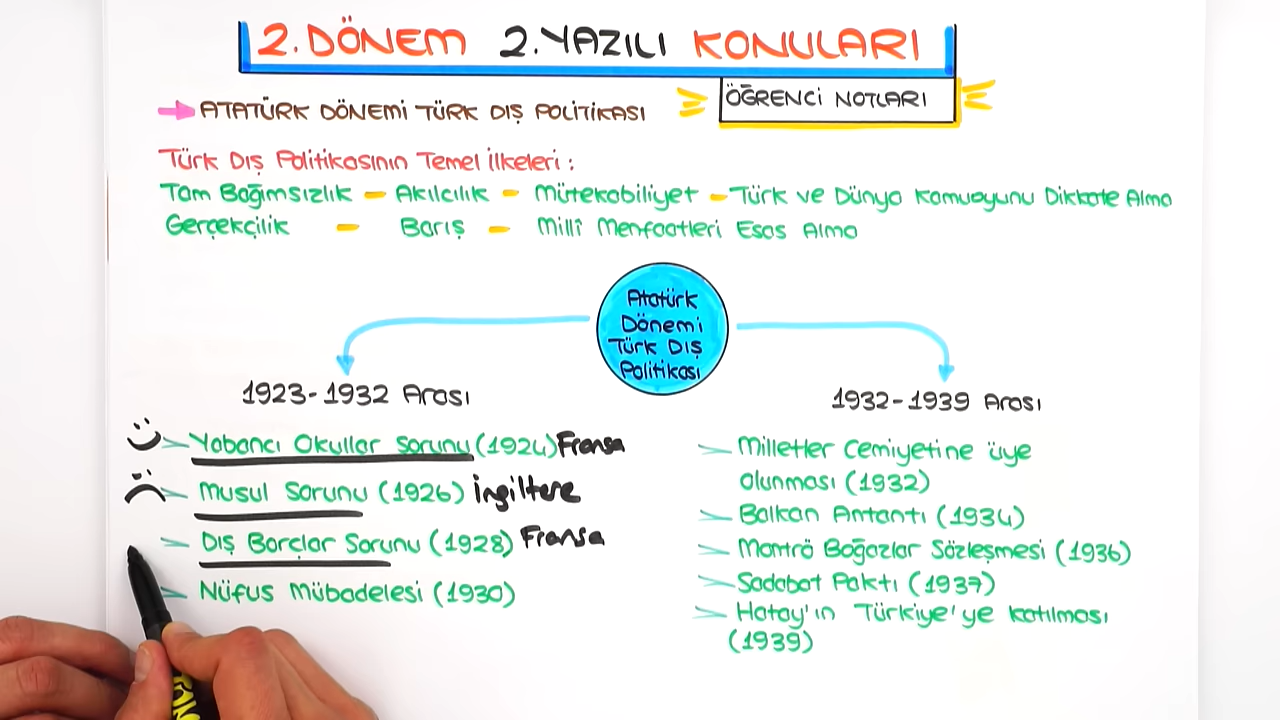 2. DÖNEM 2. YAZILI KONULARI
ÖĞRENCİ NOTLARI
ATATÜRK DÖNEMİ TÜRK DIŞ POLİTİKASI
Türk Dış Politikasının Temel İlkeleri :
Tam Bağımsızlık - Akılcılık - Mütekabiliyet - Türk ve Dünya Kamuoyunu Dikkate Alma
Gerçekçilik - Barış - Millî Menfaatleri Esas Alma
Atatürk
Dönemi
Türk Dış
Politikası
1923-1932 Arası
Yabancı Okullar Sorunu (1924) Fransa
Musul Sorunu (1926) İngiltere
Dış Borçlar Sorunu (1928) Fransa
Nüfus Mübadelesi (1930)
1932-1939 Arası
Milletler Cemiyetine üye
olunması (1932)
Balkan Antantı (1934)
Montrö Boğazlar Sözleşmesi (1936)
Sadabat Paktı (1937)
Hatay'ın Türkiye'ye katılması
(1939)